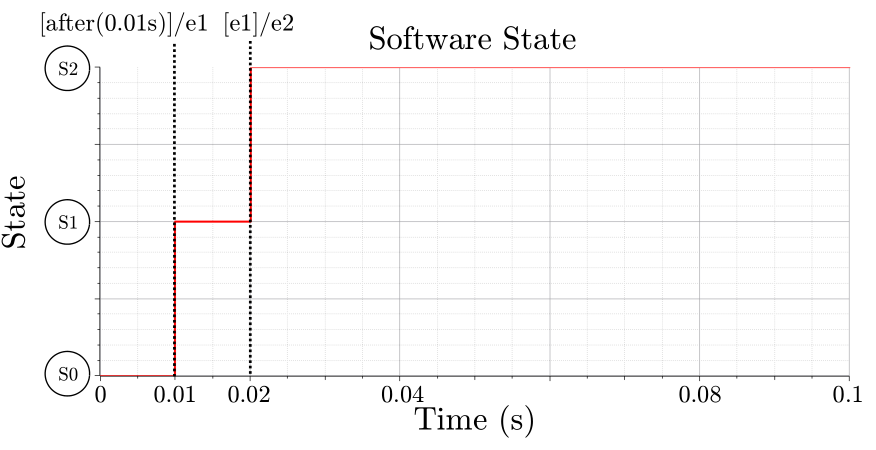 [after(0.01s)]/e1 [e1]/e2
Software State
S2
S1
S0
State
0 0.01 0.02 0.04 0.08 0.1
Time (s)